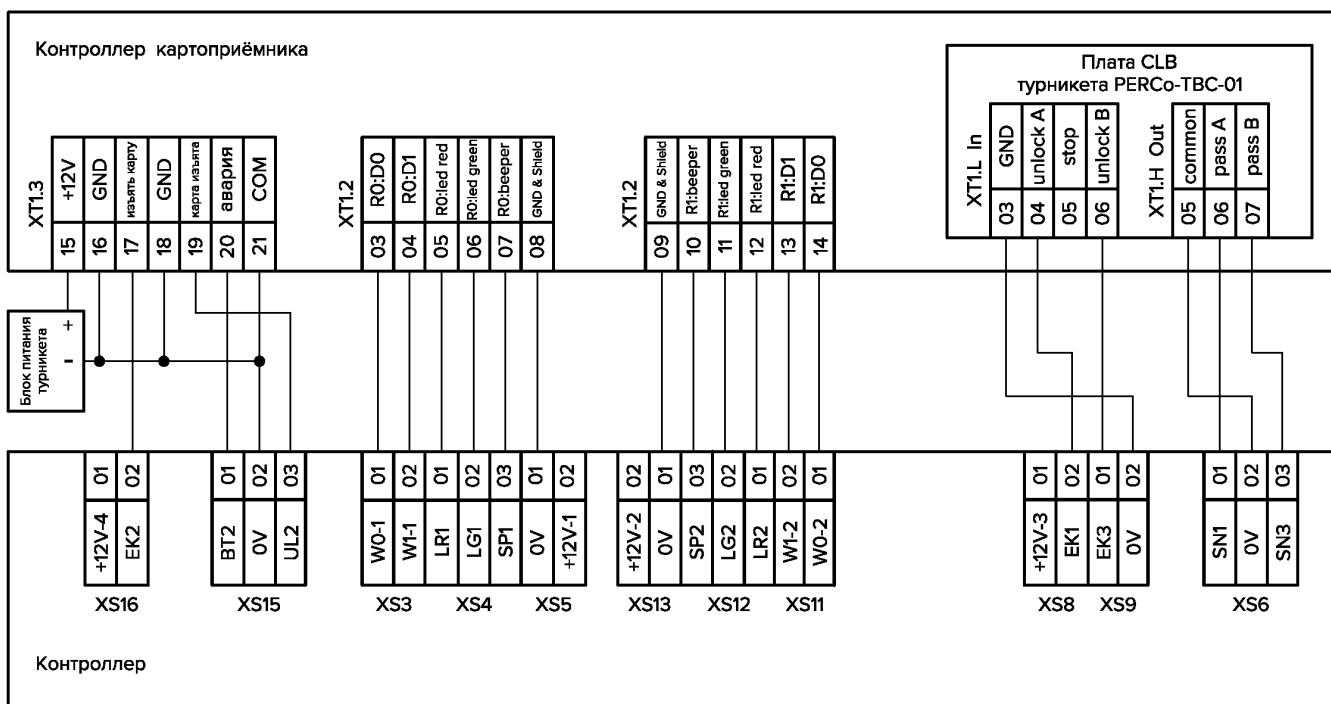 Контроллер картоприёмника
Плата CLB
турникета PERCo-TBC-01
XT1.3
+12V
GND
изъять карту
GND
карта изъята
авария
COM
15
16
17
18
19
20
21
XT1.2
R0:D0
R0:D1
R0:led red
R0:led green
R0:beeper
GND & Shield
03
04
05
06
07
08
XT1.2
GND & Shield
R1:beeper
R1:led green
R1:led red
R1:D1
R1:D0
09
10
11
12
13
14
XT1.L In
GND
unlock A
stop
unlock B
03
04
05
06
XT1.H Out
common
pass A
pass B
05
06
07
Блок питания
турникета
+
-
01
02
+12V-4
EK2
XS16
01
02
03
BT2
0V
UL2
XS15
01
02
01
02
03
01
02
W0-1
W1-1
LR1
LG1
SP1
0V
+12V-1
XS3
XS4
XS5
02
01
03
02
02
02
01
+12V-2
0V
SP2
LG2
LR2
W1-2
W0-2
XS13
XS12
XS11
01
02
01
02
+12V-3
EK1
EK3
0V
XS8
XS9
01
02
03
SN1
0V
SN3
XS6
Контроллер